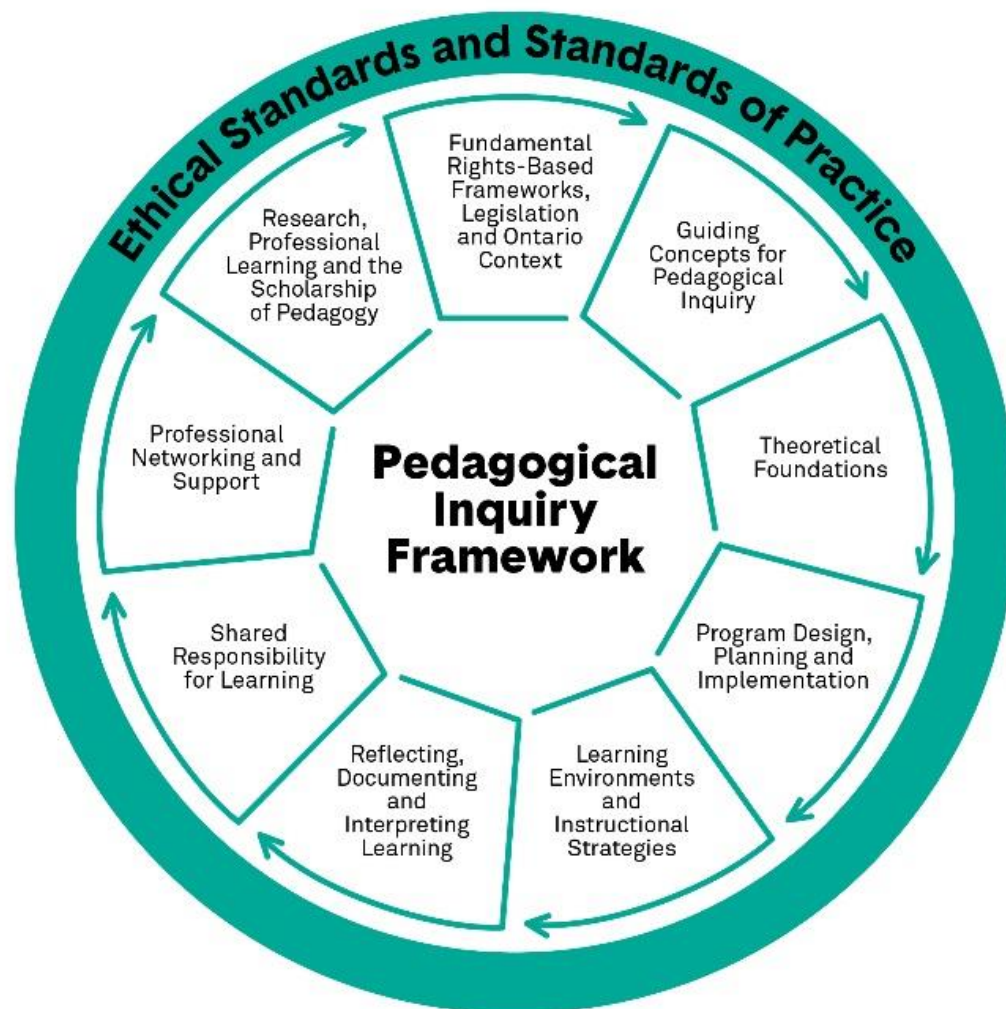 Ethical Standards and Standards of Practice
Fundamental
Rights-Based
Frameworks,
Legislation
and Ontario
Context
Guiding
Concepts for
Pedagogical
Inquiry
Theoretical
Foundations
Program Design,
Planning and
Implementation
Learning
Environments
and
Instructional
Strategies
Reflecting,
Documenting
and
Interpreting
Learning
Shared
Responsibility
for Learning
Professional
Networking and
Support
Research,
Professional
Learning and the
Scholarship
of Pedagogy
Pedagogical
Inquiry
Framework